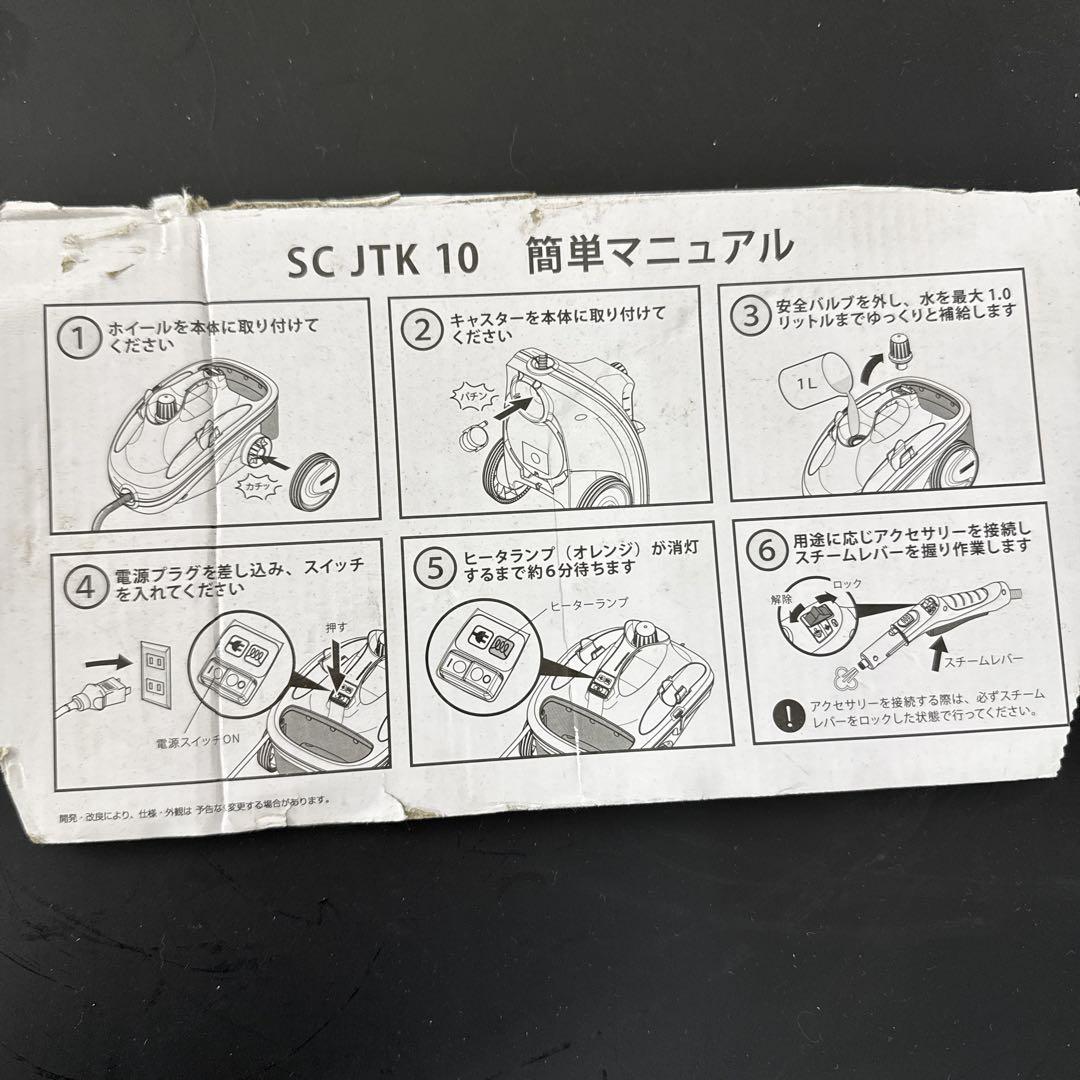 SC JTK 10 簡単マニュアル
① ホイールを本体に取り付けて
ください
カチッ
② キャスターを本体に取り付けて
ください
パチン
③ 安全バルブを外し、水を最大 1.0
リットルまでゆっくりと補給します
1L
④ 電源プラグを差し込み、スイッチ
を入れてください
押す
電源スイッチON
⑤ ヒータランプ（オレンジ）が消灯
するまで約６分待ちます
ヒーターランプ
⑥ 用途に応じアクセサリーを接続し
スチームレバーを握り作業します
ロック
解除
スチームレバー
! アクセサリーを接続する際は、必ずスチーム
レバーをロックした状態で行ってください。
開発・改良により、仕様・外観は 予告なく変更する場合があります。